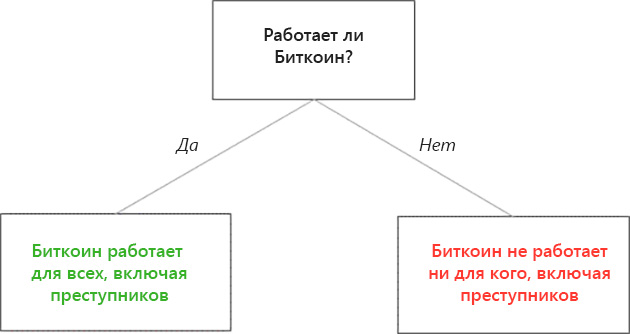 Работает ли
Биткоин?
Да
Нет
Биткоин работает
для всех, включая
преступников
Биткоин не работает
ни для кого, включая
преступников